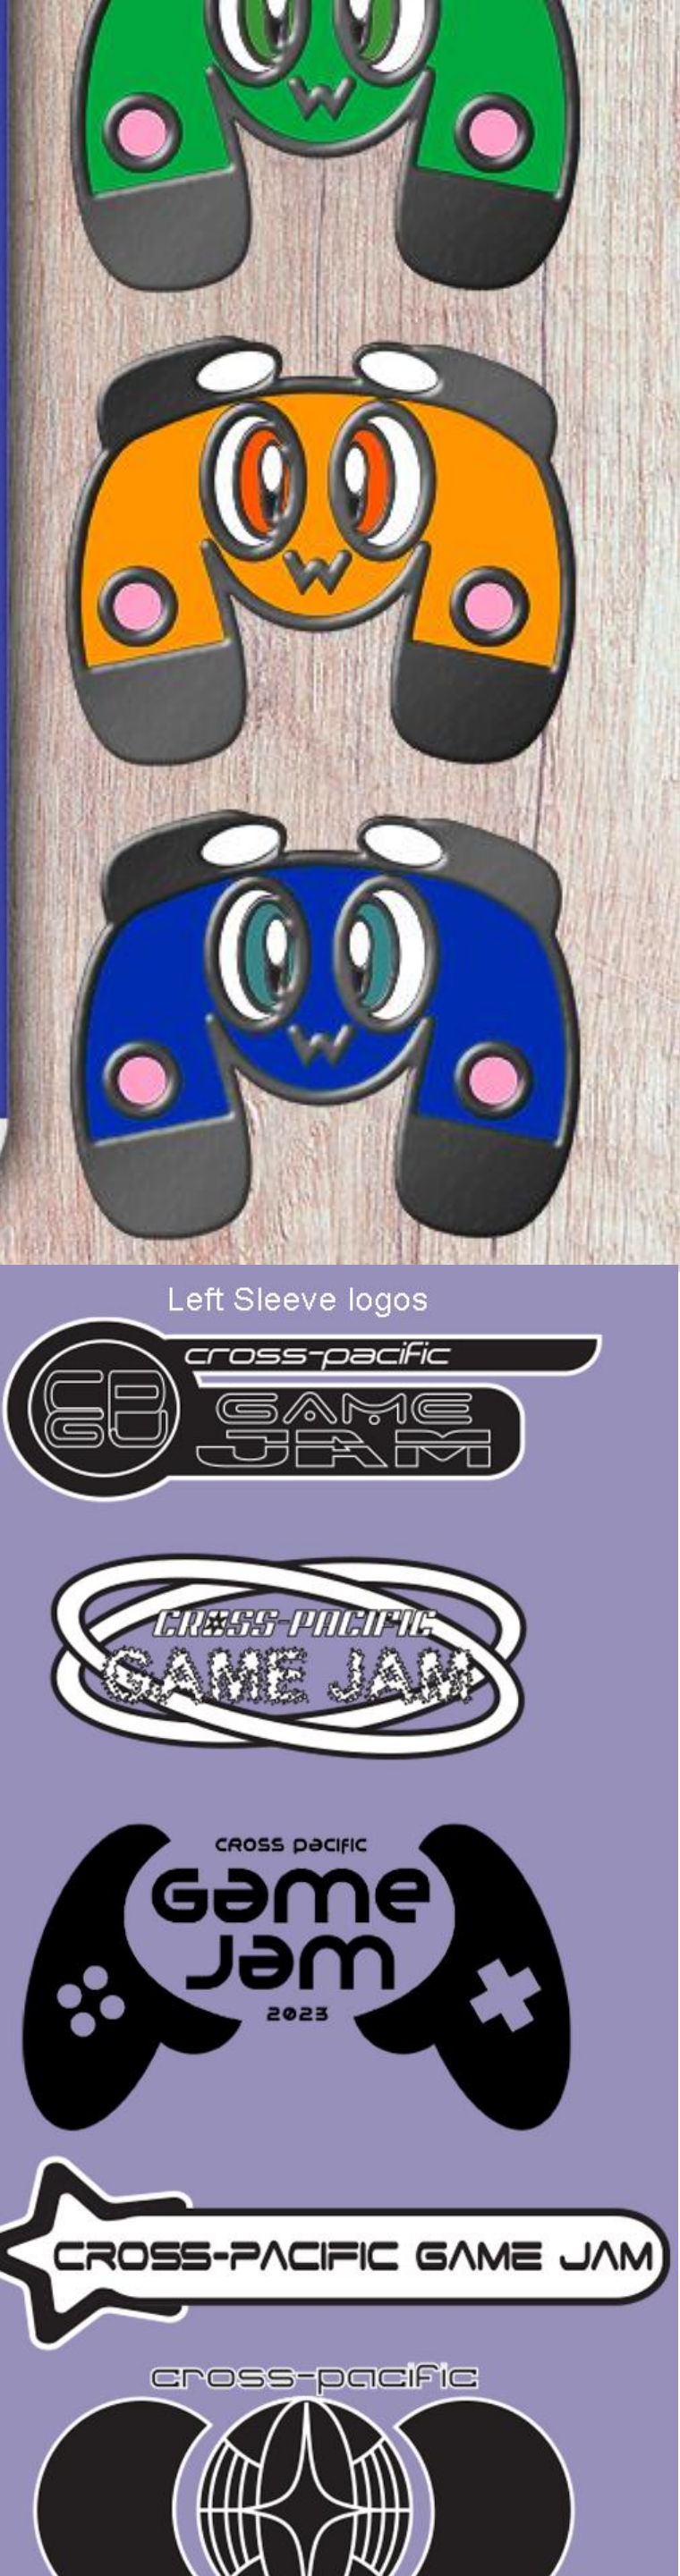 Left Sleeve logos
cross-pacific
CP
GU
GAME
JAM
CROSS-PACIFIC
GAME JAM
CROSS pacific
Game
Jam
2023
CROSS-PACIFIC GAME JAM
cross-pacific